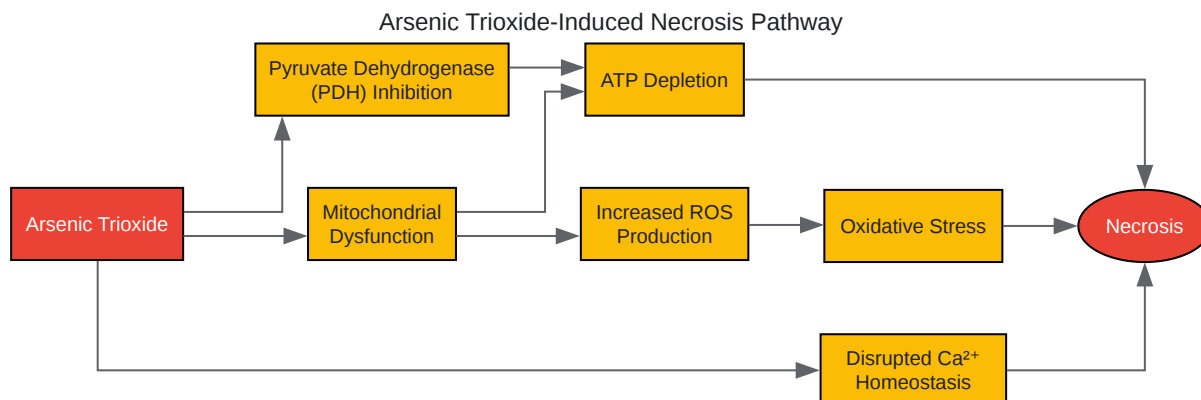 Arsenic Trioxide-Induced Necrosis Pathway
Pyruvate Dehydrogenase
(PDH) Inhibition
ATP Depletion
Arsenic Trioxide
Mitochondrial
Dysfunction
Increased ROS
Production
Oxidative Stress
Necrosis
Disrupted Ca²⁺
Homeostasis